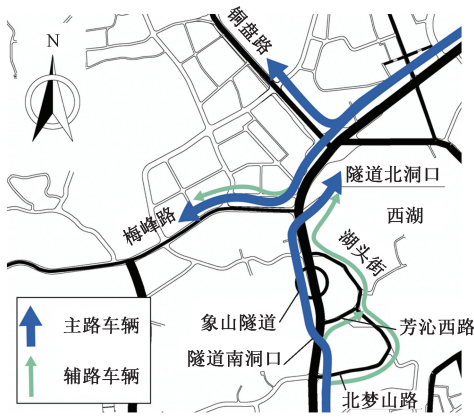 铜盘路
N
隧道北洞口
西湖
梅峰路
湖头街
主路车辆
象山隧道
芳沁西路
隧道南洞口
辅路车辆
北梦山路